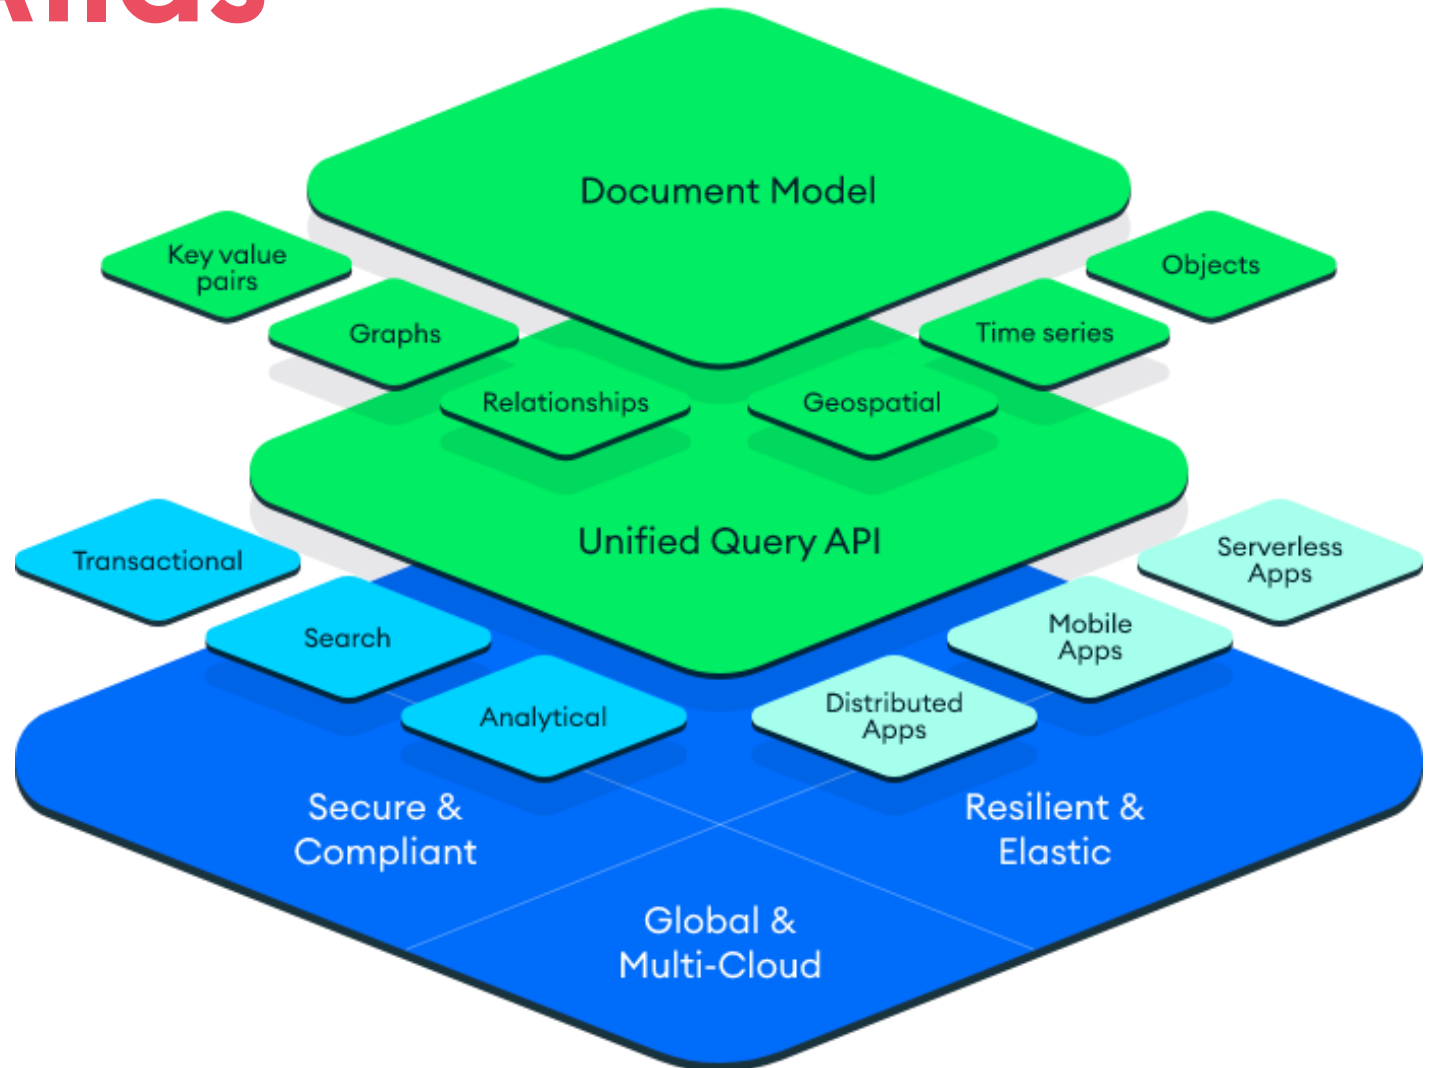 Document Model
Key value
pairs
Objects
Graphs
Time series
Relationships
Geospatial
Unified Query API
Transactional
Serverless
Apps
Search
Mobile
Apps
Analytical
Distributed
Apps
Secure &
Compliant
Resilient &
Elastic
Global &
Multi-Cloud